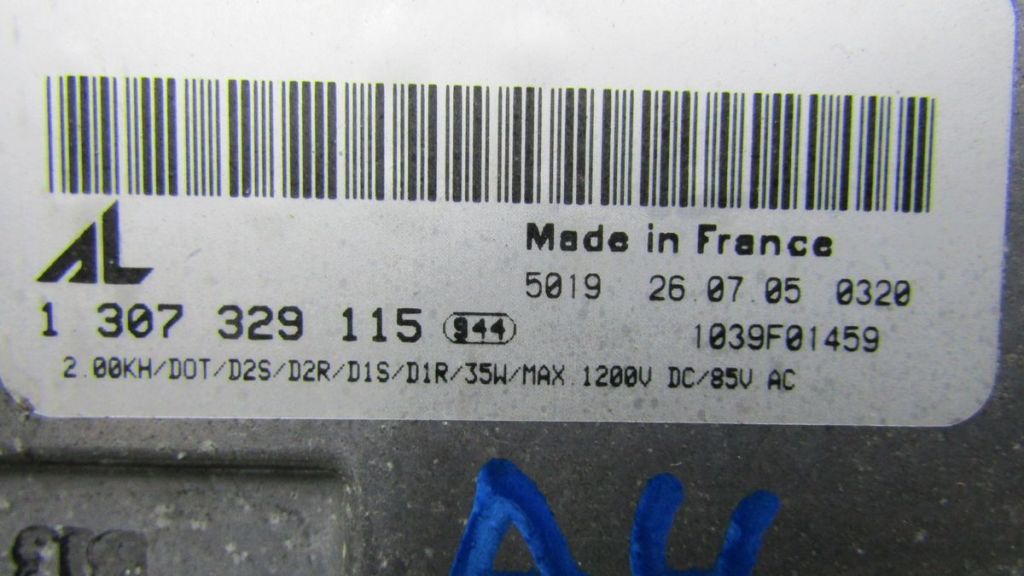 AL
Made in France
5019 26.07.05 0320
1 307 329 115 944
1039F01459
2.00KH/DOT/D2S/D2R/D1S/D1R/35W/MAX.1200V DC/85V AC